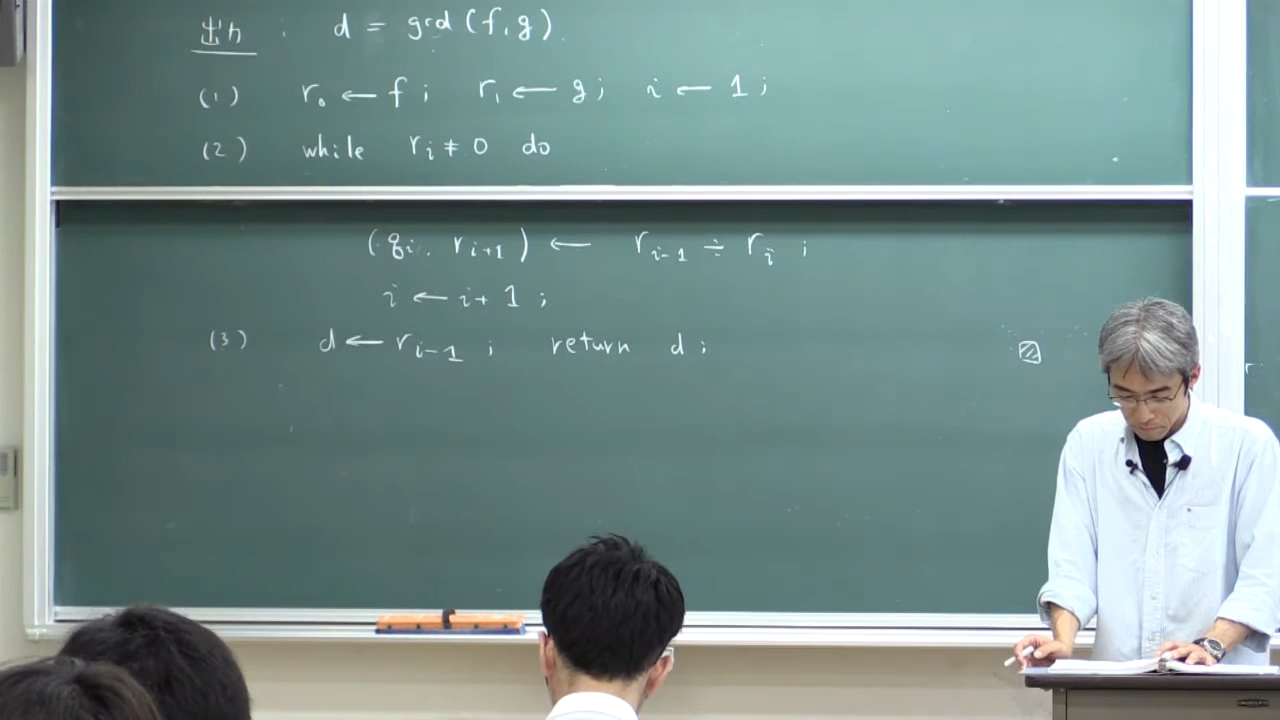 出力 : d = gcd (f, g).
(1) r₀ ← f ; r₁ ← g ; i ← 1 ;
(2) while rᵢ ≠ 0 do
(qᵢ, rᵢ₊₁) ← rᵢ₋₁ ÷ rᵢ ;
i ← i + 1 ;
(3) d ← rᵢ₋₁ ; return d ;